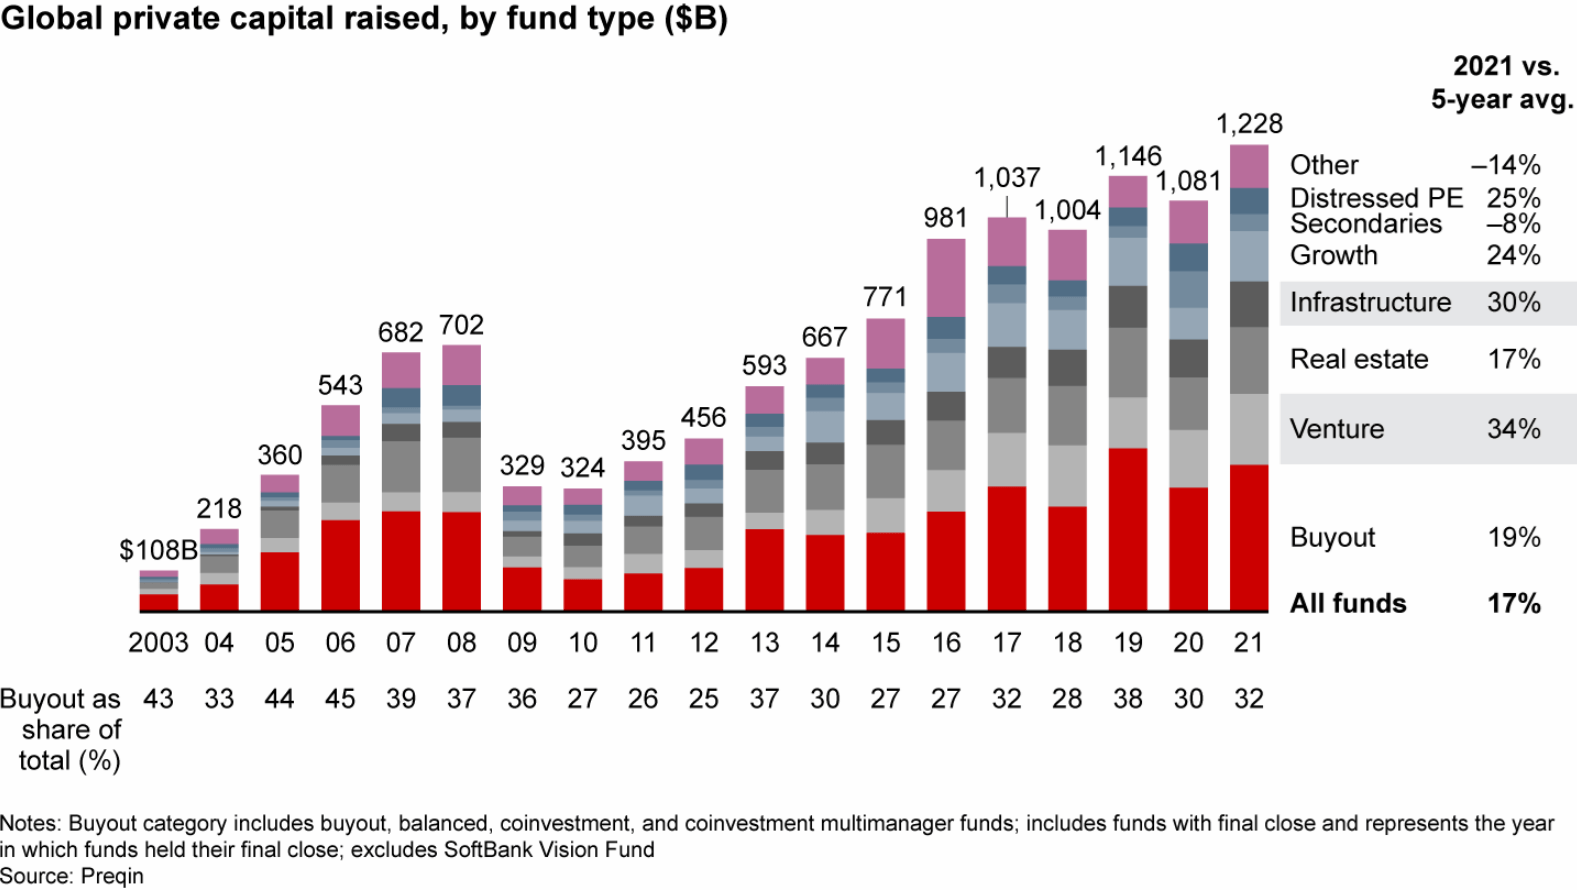 Global private capital raised, by fund type ($B)
2021 vs.
5-year avg.
$108B 218 360 543 682 702 329 324 395 456 593 667 771 981 1,037 1,004 1,146 1,081 1,228
Other –14%
Distressed PE 25%
Secondaries –8%
Growth 24%
Infrastructure 30%
Real estate 17%
Venture 34%
Buyout 19%
All funds 17%
2003 04 05 06 07 08 09 10 11 12 13 14 15 16 17 18 19 20 21
Buyout as 43 33 44 45 39 37 36 27 26 25 37 30 27 27 32 28 38 30 32
share of
total (%)
Notes: Buyout category includes buyout, balanced, coinvestment, and coinvestment multimanager funds; includes funds with final close and represents the year
in which funds held their final close; excludes SoftBank Vision Fund
Source: Preqin